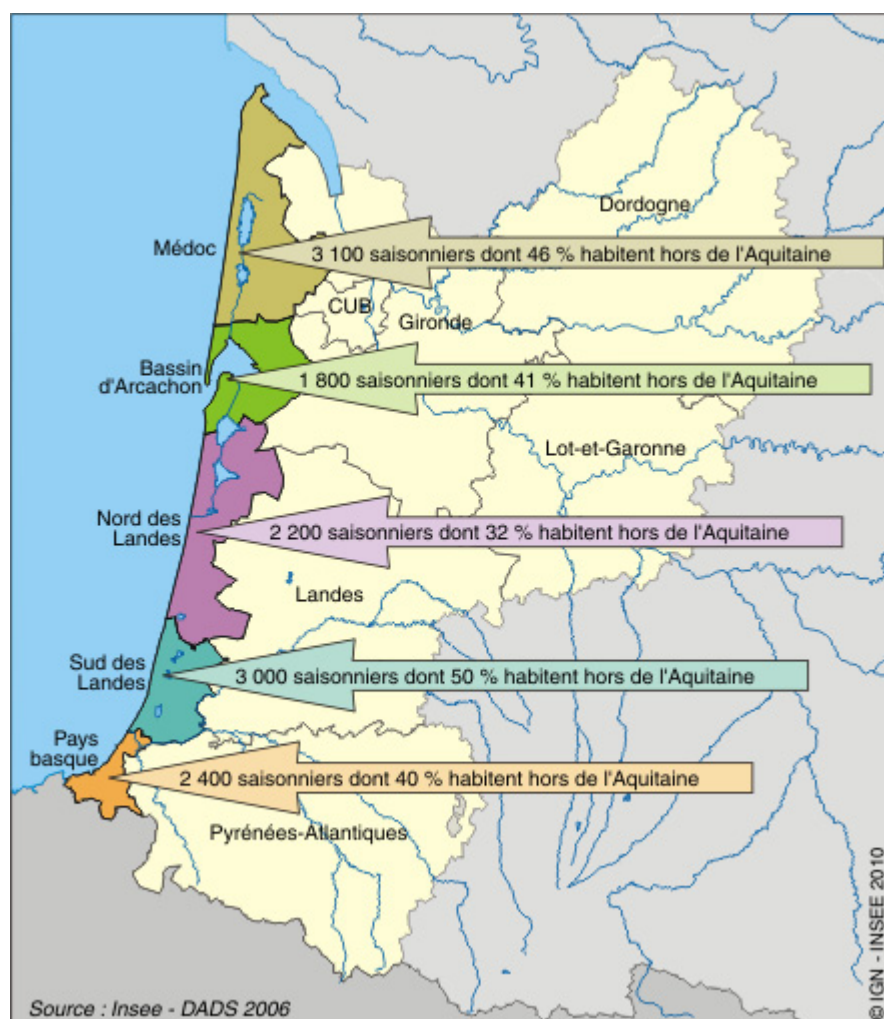 Dordogne
Médoc
3 100 saisonniers dont 46 % habitent hors de l'Aquitaine
CUB
Gironde
Bassin
d'Arcachon
1 800 saisonniers dont 41 % habitent hors de l'Aquitaine
Lot-et-Garonne
Nord des
Landes
2 200 saisonniers dont 32 % habitent hors de l'Aquitaine
Landes
Sud des
Landes
3 000 saisonniers dont 50 % habitent hors de l'Aquitaine
Pays
basque
2 400 saisonniers dont 40 % habitent hors de l'Aquitaine
Pyrénées-Atlantiques
Source : Insee - DADS 2006
© IGN - INSEE 2010